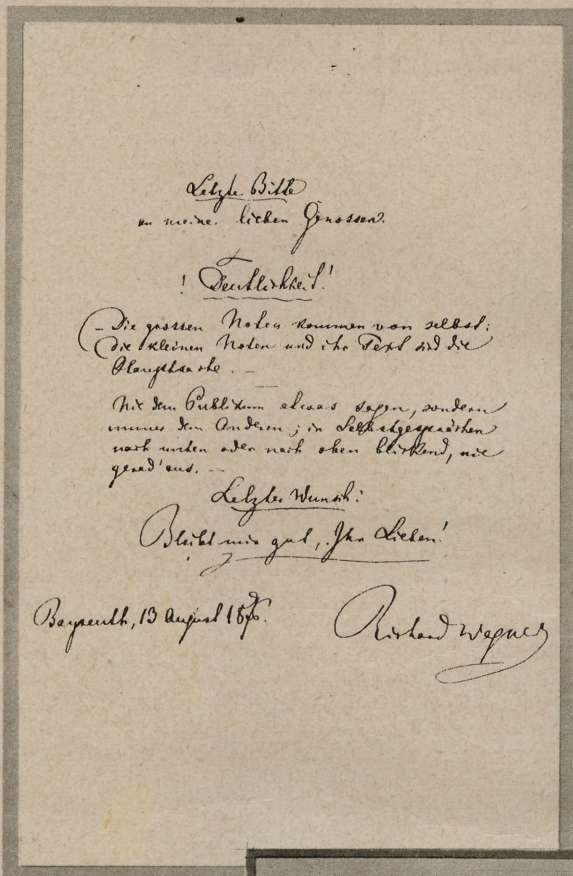 Letzte Bitte
an meine lieben Genossen.
! Deutlichkeit!
– Die grossen Noten kommen von selbst;
die kleinen Noten und ihr Text sind die
Hauptsache. –
Nie dem Publikum etwas sagen, sondern
immer dem Anderen; in Selbstgesprächen
nach unten oder nach oben blickend, nie
gerad'aus. –
Letzter Wunsch:
Bleibt mir gut, Ihr Lieben!
Bayreuth, 13 August 1876.
Richard Wagner